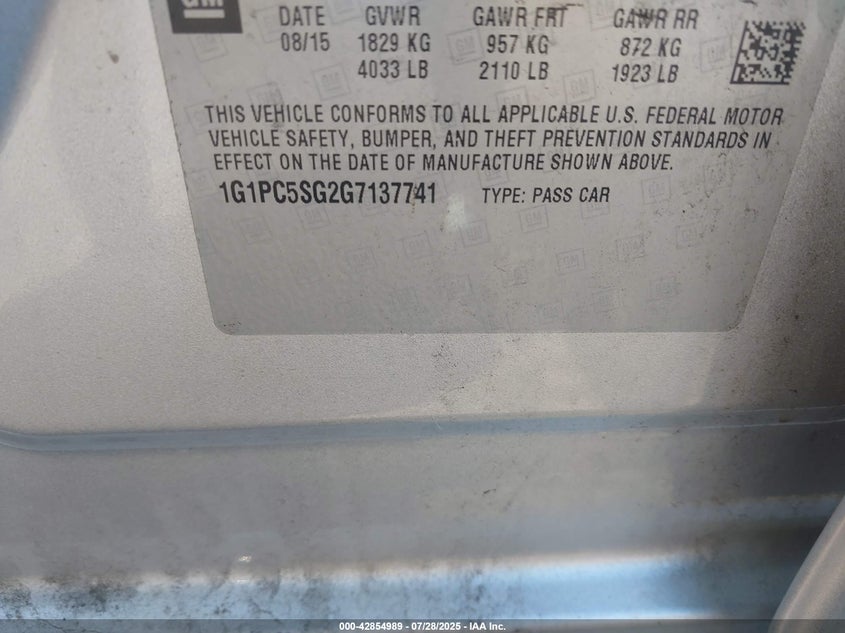 GM
DATE GVWR GAWR FRT GAWR RR
08/15 1829 KG 957 KG 872 KG
4033 LB 2110 LB 1923 LB
THIS VEHICLE CONFORMS TO ALL APPLICABLE U.S. FEDERAL MOTOR
VEHICLE SAFETY, BUMPER, AND THEFT PREVENTION STANDARDS IN
EFFECT ON THE DATE OF MANUFACTURE SHOWN ABOVE.
1G1PC5SG2G7137741 TYPE: PASS CAR
000-42854989 - 07/28/2025 - IAA Inc.